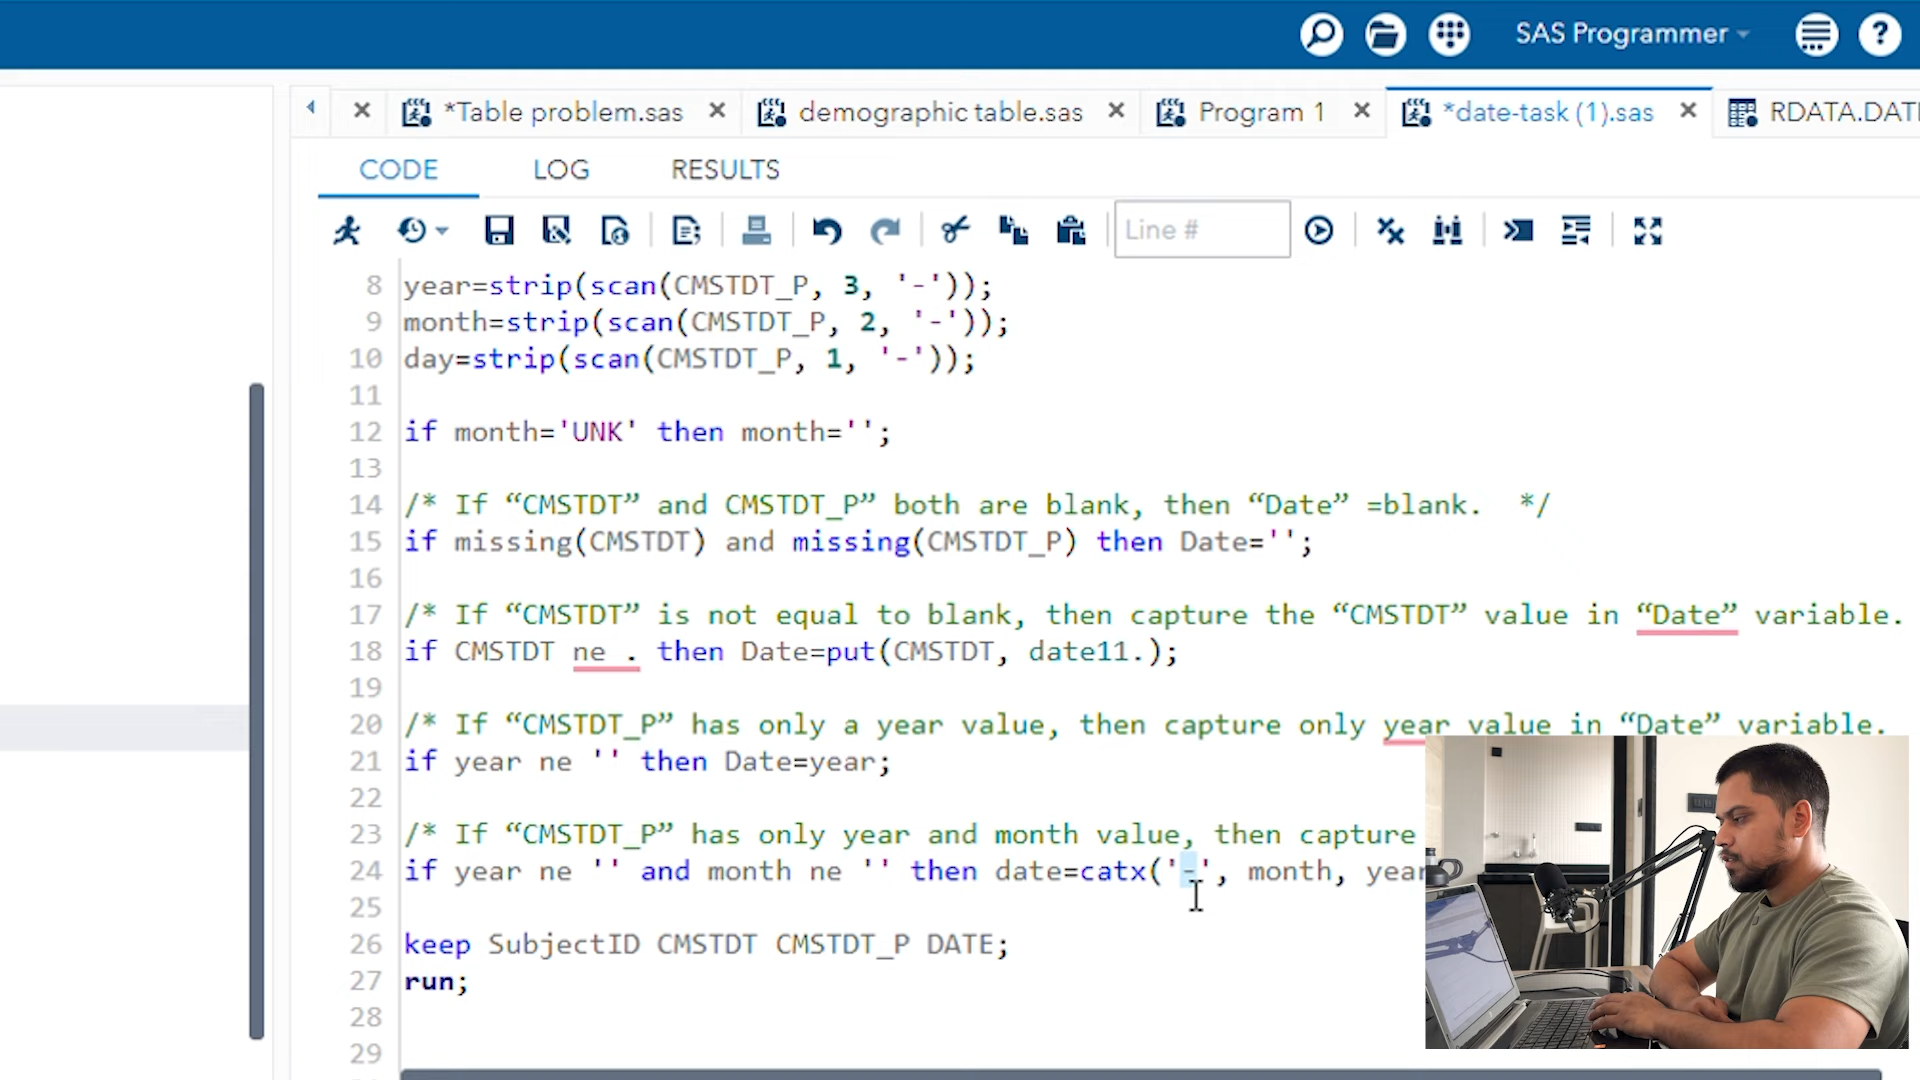 SAS Programmer
*Table problem.sas
demographic table.sas
Program 1
*date-task (1).sas
RDATA.DAT
CODE
LOG
RESULTS
Line #
8 year=strip(scan(CMSTDT_P, 3, '-'));
9 month=strip(scan(CMSTDT_P, 2, '-'));
10 day=strip(scan(CMSTDT_P, 1, '-'));
11
12 if month='UNK' then month='';
13
14 /* If “CMSTDT” and CMSTDT_P” both are blank, then “Date” =blank. */
15 if missing(CMSTDT) and missing(CMSTDT_P) then Date='';
16
17 /* If “CMSTDT” is not equal to blank, then capture the “CMSTDT” value in “Date” variable.
18 if CMSTDT ne . then Date=put(CMSTDT, date11.);
19
20 /* If “CMSTDT_P” has only a year value, then capture only year value in “Date” variable.
21 if year ne '' then Date=year;
22
23 /* If “CMSTDT_P” has only year and month value, then capture
24 if year ne '' and month ne '' then date=catx('-', month, year
25
26 keep SubjectID CMSTDT CMSTDT_P DATE;
27 run;
28
29